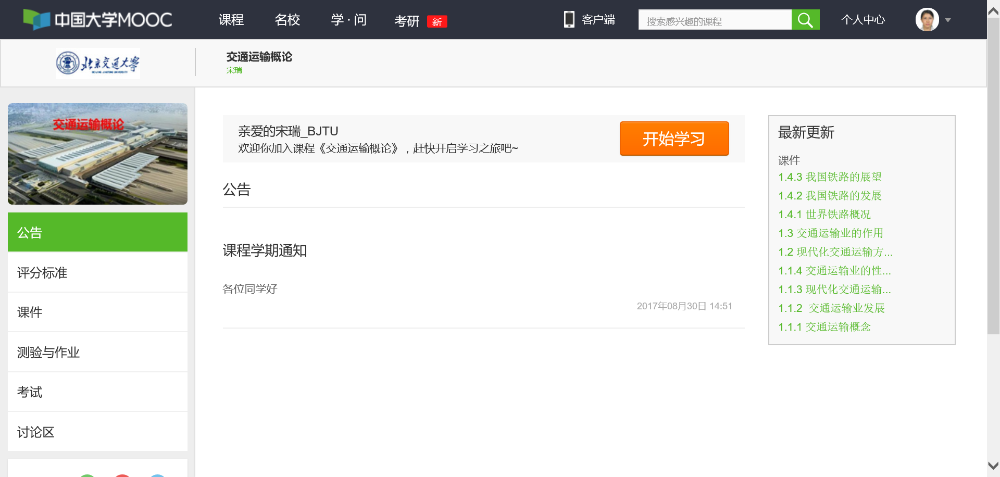 中国大学MOOC
课程
名校
学·问
考研 新
客户端
搜索感兴趣的课程
个人中心
北京交通大学
BEIJING JIAOTONG UNIVERSITY
交通运输概论
宋瑞
交通运输概论
公告
评分标准
课件
测验与作业
考试
讨论区
亲爱的宋瑞_BJTU
欢迎你加入课程《交通运输概论》，赶快开启学习之旅吧~
开始学习
公告
课程学期通知
各位同学好
2017年08月30日 14:51
最新更新
课件
1.4.3 我国铁路的展望
1.4.2 我国铁路的发展
1.4.1 世界铁路概况
1.3 交通运输业的作用
1.2 现代化交通运输方...
1.1.4 交通运输业的性...
1.1.3 现代化交通运输...
1.1.2  交通运输业发展
1.1.1 交通运输概念